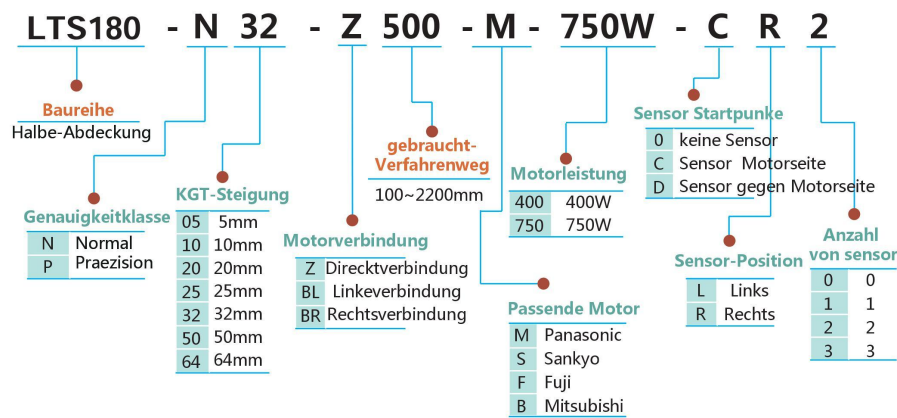 LTS180 - N 32 - Z 500 - M - 750W - C R 2
Baureihe
Halbe-Abdeckung
Genauigkeitklasse
N Normal
P Praezision
KGT-Steigung
05 5mm
10 10mm
20 20mm
25 25mm
32 32mm
50 50mm
64 64mm
Motorverbindung
Z Direcktverbindung
BL Linkeverbindung
BR Rechtsverbindung
gebraucht-
Verfahrenweg
100~2200mm
Passende Motor
M Panasonic
S Sankyo
F Fuji
B Mitsubishi
Motorleistung
400 400W
750 750W
Sensor Startpunke
0 keine Sensor
C Sensor Motorseite
D Sensor gegen Motorseite
Sensor-Position
L Links
R Rechts
Anzahl
von sensor
0 0
1 1
2 2
3 3